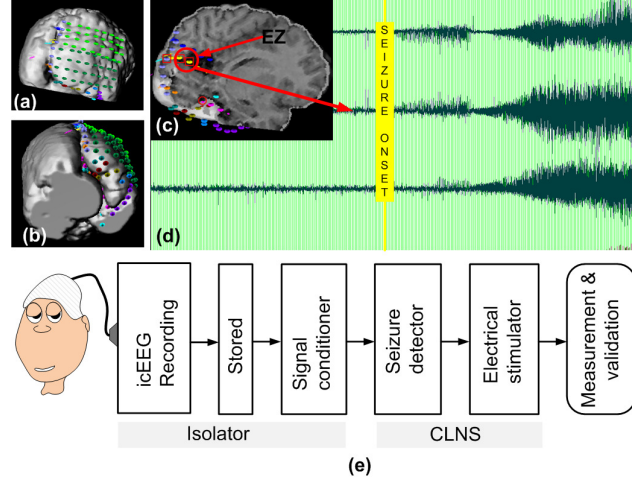 (a)
(b)
EZ
(c)
(d)
SEIZURE ONSET
icEEG
Recording
Stored
Signal
conditioner
Seizure
detector
Electrical
stimulator
Measurement &
validation
Isolator
CLNS
(e)